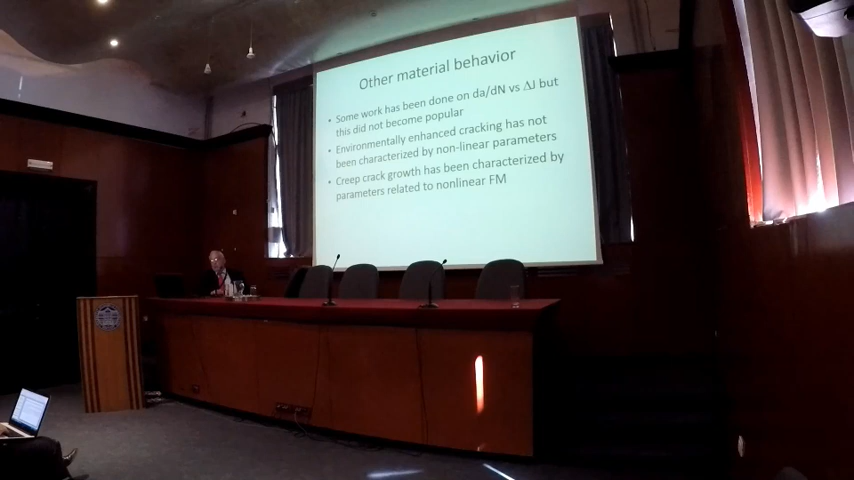 Other material behavior
• Some work has been done on da/dN vs ΔJ but
this did not become popular
• Environmentally enhanced cracking has not
been characterized by non-linear parameters
• Creep crack growth has been characterized by
parameters related to nonlinear FM